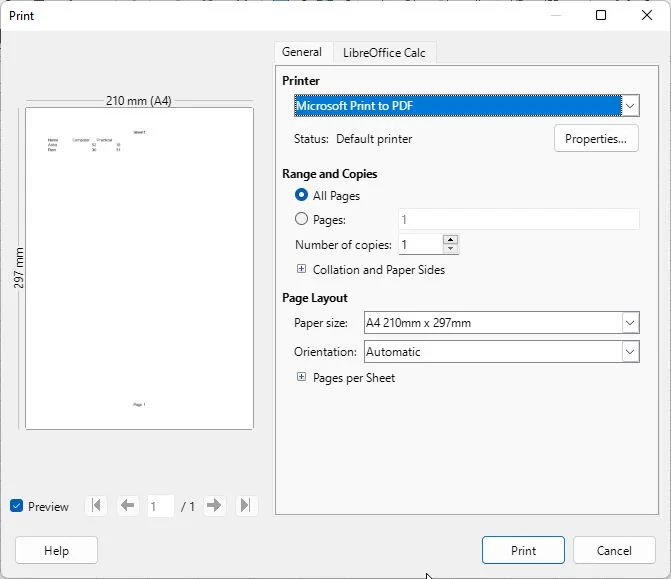 Print
General
LibreOffice Calc
210 mm (A4)
297 mm
Sheet1
Name Computer Practical
Page 1
Printer
Microsoft Print to PDF
Status: Default printer
Properties...
Range and Copies
All Pages
Pages: 1
Number of copies: 1
Collation and Paper Sides
Page Layout
Paper size: A4 210mm x 297mm
Orientation: Automatic
Pages per Sheet
Preview
1 / 1
Help
Print
Cancel